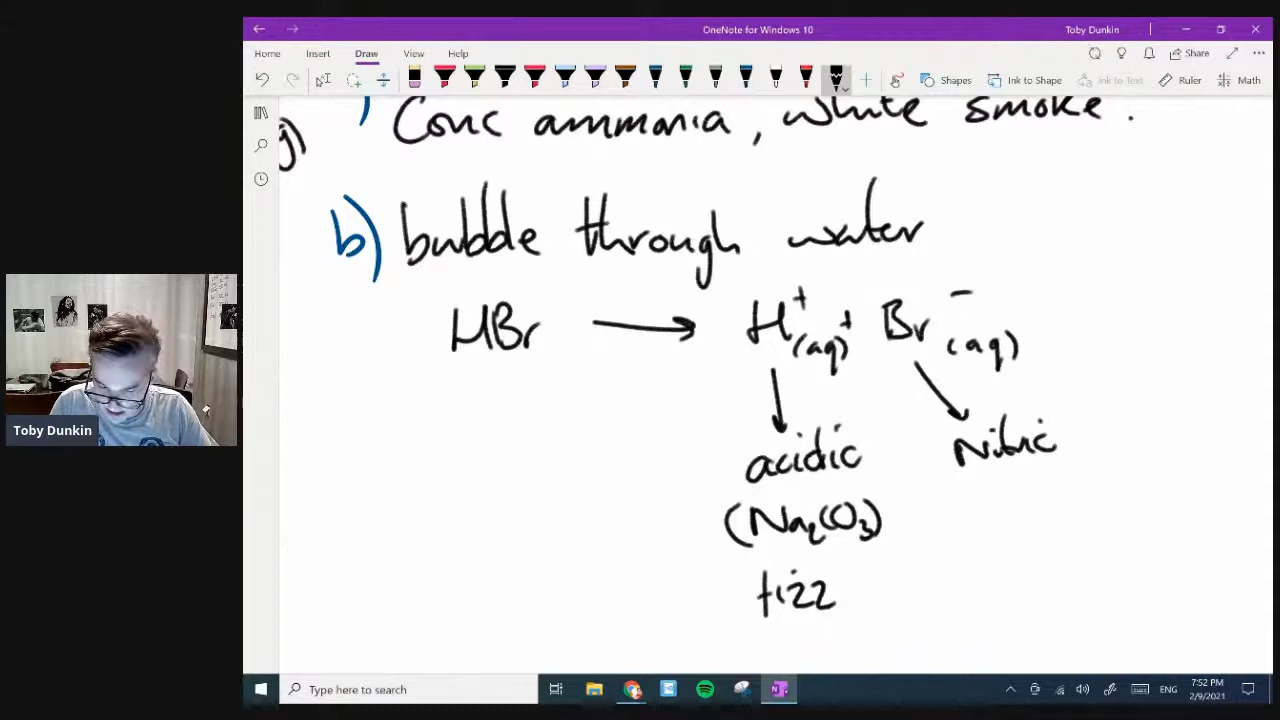 OneNote for Windows 10
Toby Dunkin
Home Insert Draw View Help
Share
Shapes Ink to Shape Ink to Text Ruler Math
g) Conc ammonia, white smoke.
b) bubble through water
HBr → H⁺(aq) + Br⁻(aq)
acidic Nitric
(Na₂CO₃)
fizz
Toby Dunkin
Type here to search
ENG
7:52 PM
2/9/2021